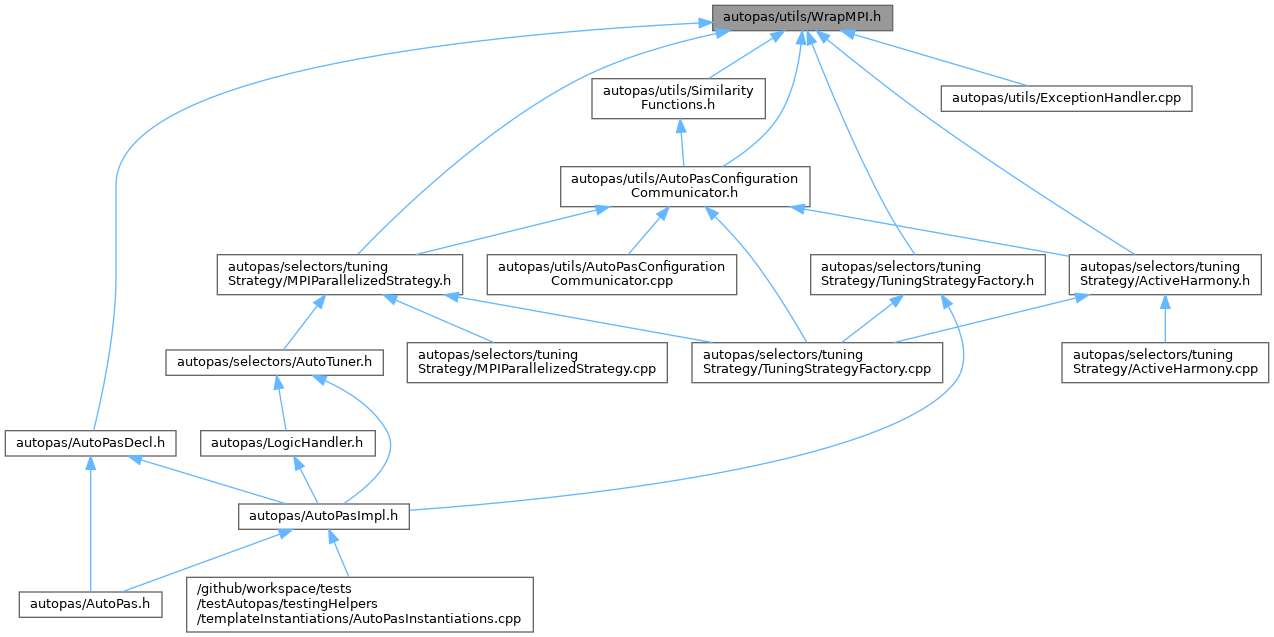 autopas/utils/WrapMPI.h
autopas/utils/Similarity
Functions.h
autopas/utils/ExceptionHandler.cpp
autopas/utils/AutoPasConfiguration
Communicator.h
autopas/selectors/tuning
Strategy/MPIParallelizedStrategy.h
autopas/utils/AutoPasConfiguration
Communicator.cpp
autopas/selectors/tuning
Strategy/TuningStrategyFactory.h
autopas/selectors/tuning
Strategy/ActiveHarmony.h
autopas/selectors/AutoTuner.h
autopas/selectors/tuning
Strategy/MPIParallelizedStrategy.cpp
autopas/selectors/tuning
Strategy/TuningStrategyFactory.cpp
autopas/selectors/tuning
Strategy/ActiveHarmony.cpp
autopas/AutoPasDecl.h
autopas/LogicHandler.h
autopas/AutoPasImpl.h
autopas/AutoPas.h
/github/workspace/tests
/testAutopas/testingHelpers
/templateInstantiations/AutoPasInstantiations.cpp